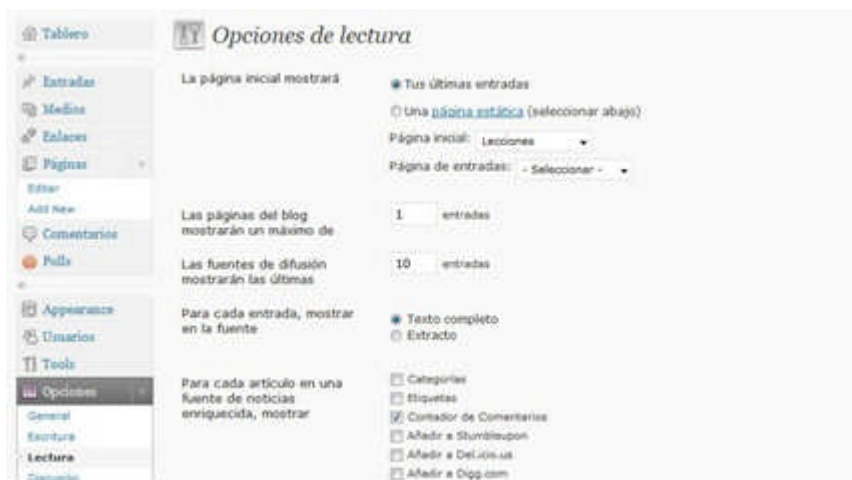 Tablero
Entradas
Medios
Enlaces
Páginas
Editar
Add New
Comentarios
Polls
Appearance
Usuarios
Tools
Opciones
General
Escritura
Lectura
Opciones de lectura
La página inicial mostrará
Tus últimas entradas
Una página estática (seleccionar abajo)
Página inicial: Lecciones
Página de entradas: - Seleccionar -
Las páginas del blog
mostrarán un máximo de
1 entradas
Las fuentes de difusión
mostrarán las últimas
10 entradas
Para cada entrada, mostrar
en la fuente
Texto completo
Extracto
Para cada artículo en una
fuente de noticias
enriquecida, mostrar
Categorías
Etiquetas
Contador de Comentarios
Añadir a Stumbleupon
Añadir a Del.icio.us
Añadir a Digg.com